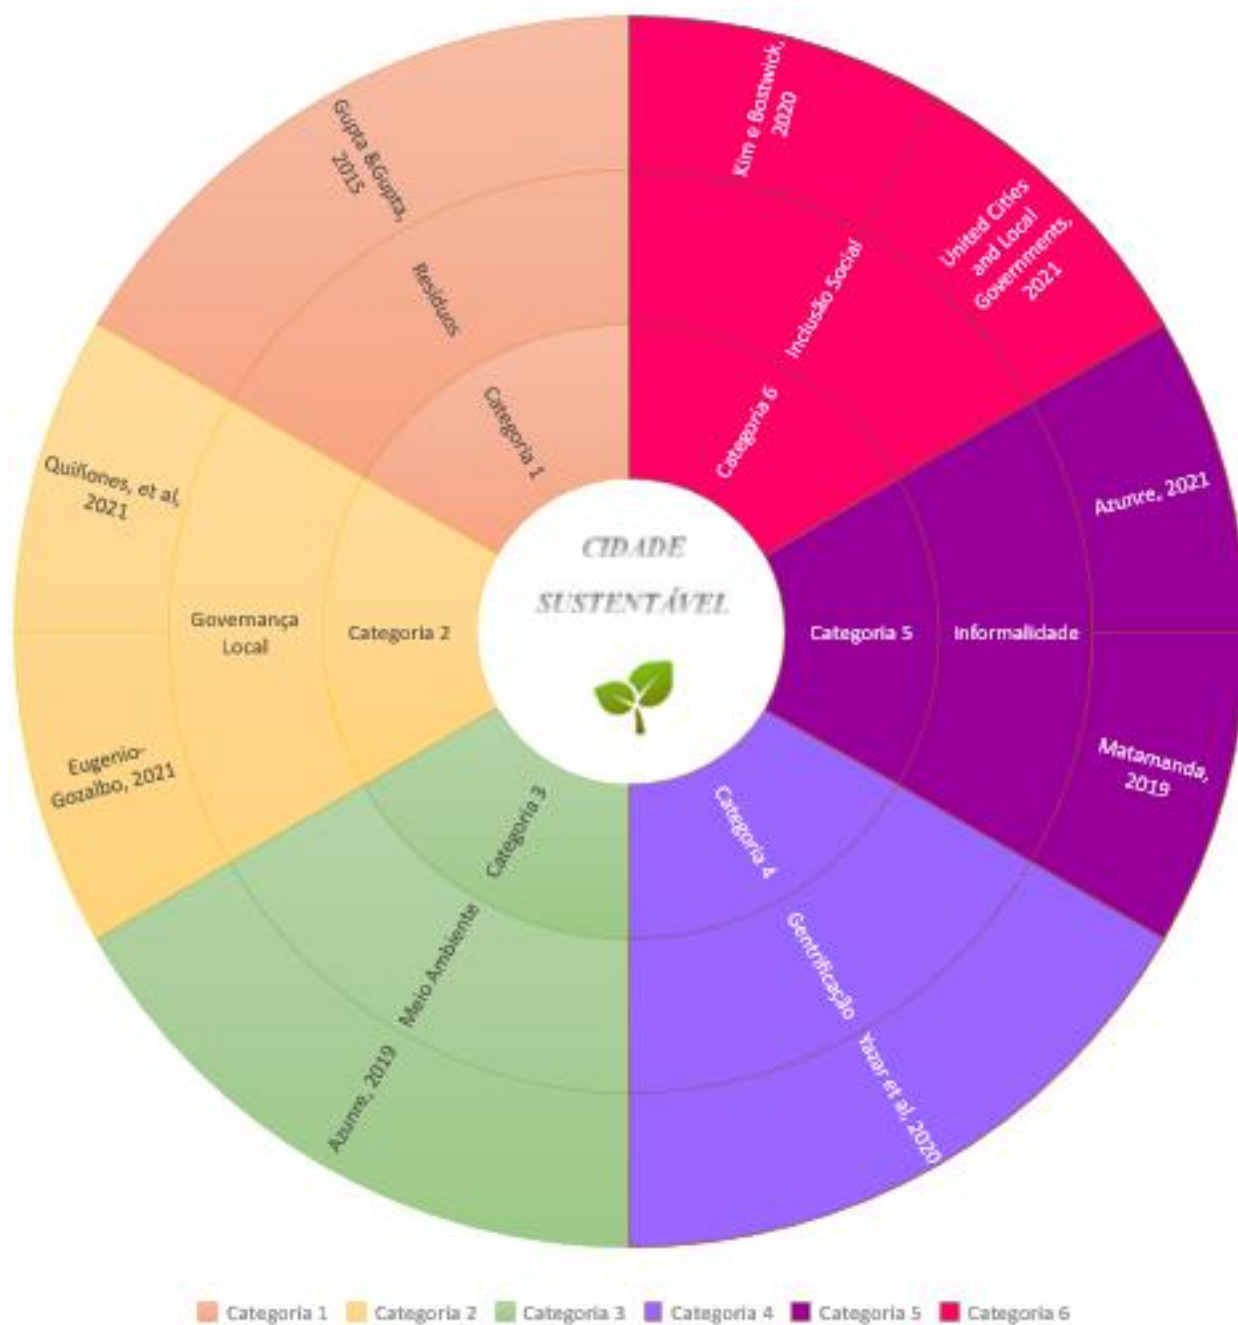 CIDADE
SUSTENTÁVEL
Categoria 6
Inclusão Social
Kim e Bostwick,
2020
United Cities
and Local
Governments,
2021
Categoria 5
Informalidade
Azunre, 2021
Matamanda,
2019
Categoria 4
Gentrificação
Yazar et al, 2020
Categoria 3
Meio Ambiente
Azunre, 2019
Categoria 2
Governança
Local
Quiñones, et al,
2021
Eugenio-
Gozalbo, 2021
Categoria 1
Resíduos
Gupta &Gupta,
2015
Categoria 1 Categoria 2 Categoria 3 Categoria 4 Categoria 5 Categoria 6